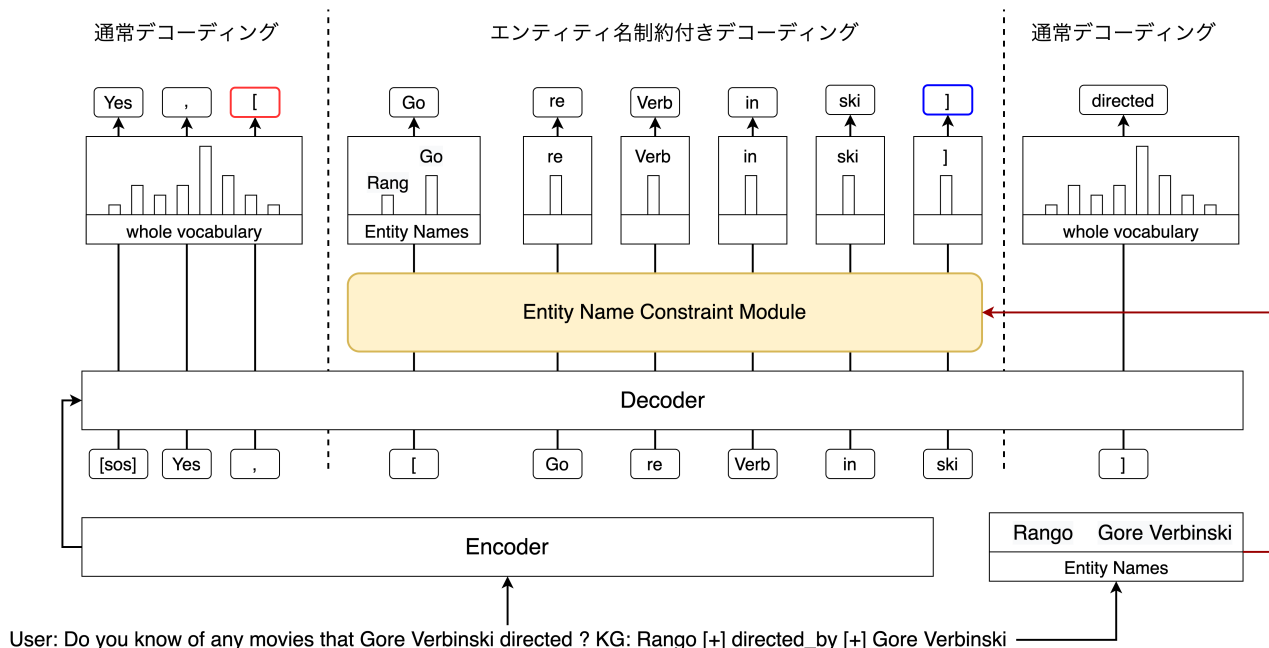 通常デコーディング エンティティ名制約付きデコーディング 通常デコーディング
Yes , [ Go re Verb in ski ] directed
Go re Verb in ski ]
Rang
whole vocabulary Entity Names whole vocabulary
Entity Name Constraint Module
Decoder
[sos] Yes , [ Go re Verb in ski ]
Rango Gore Verbinski
Encoder
Entity Names
User: Do you know of any movies that Gore Verbinski directed ? KG: Rango [+] directed_by [+] Gore Verbinski